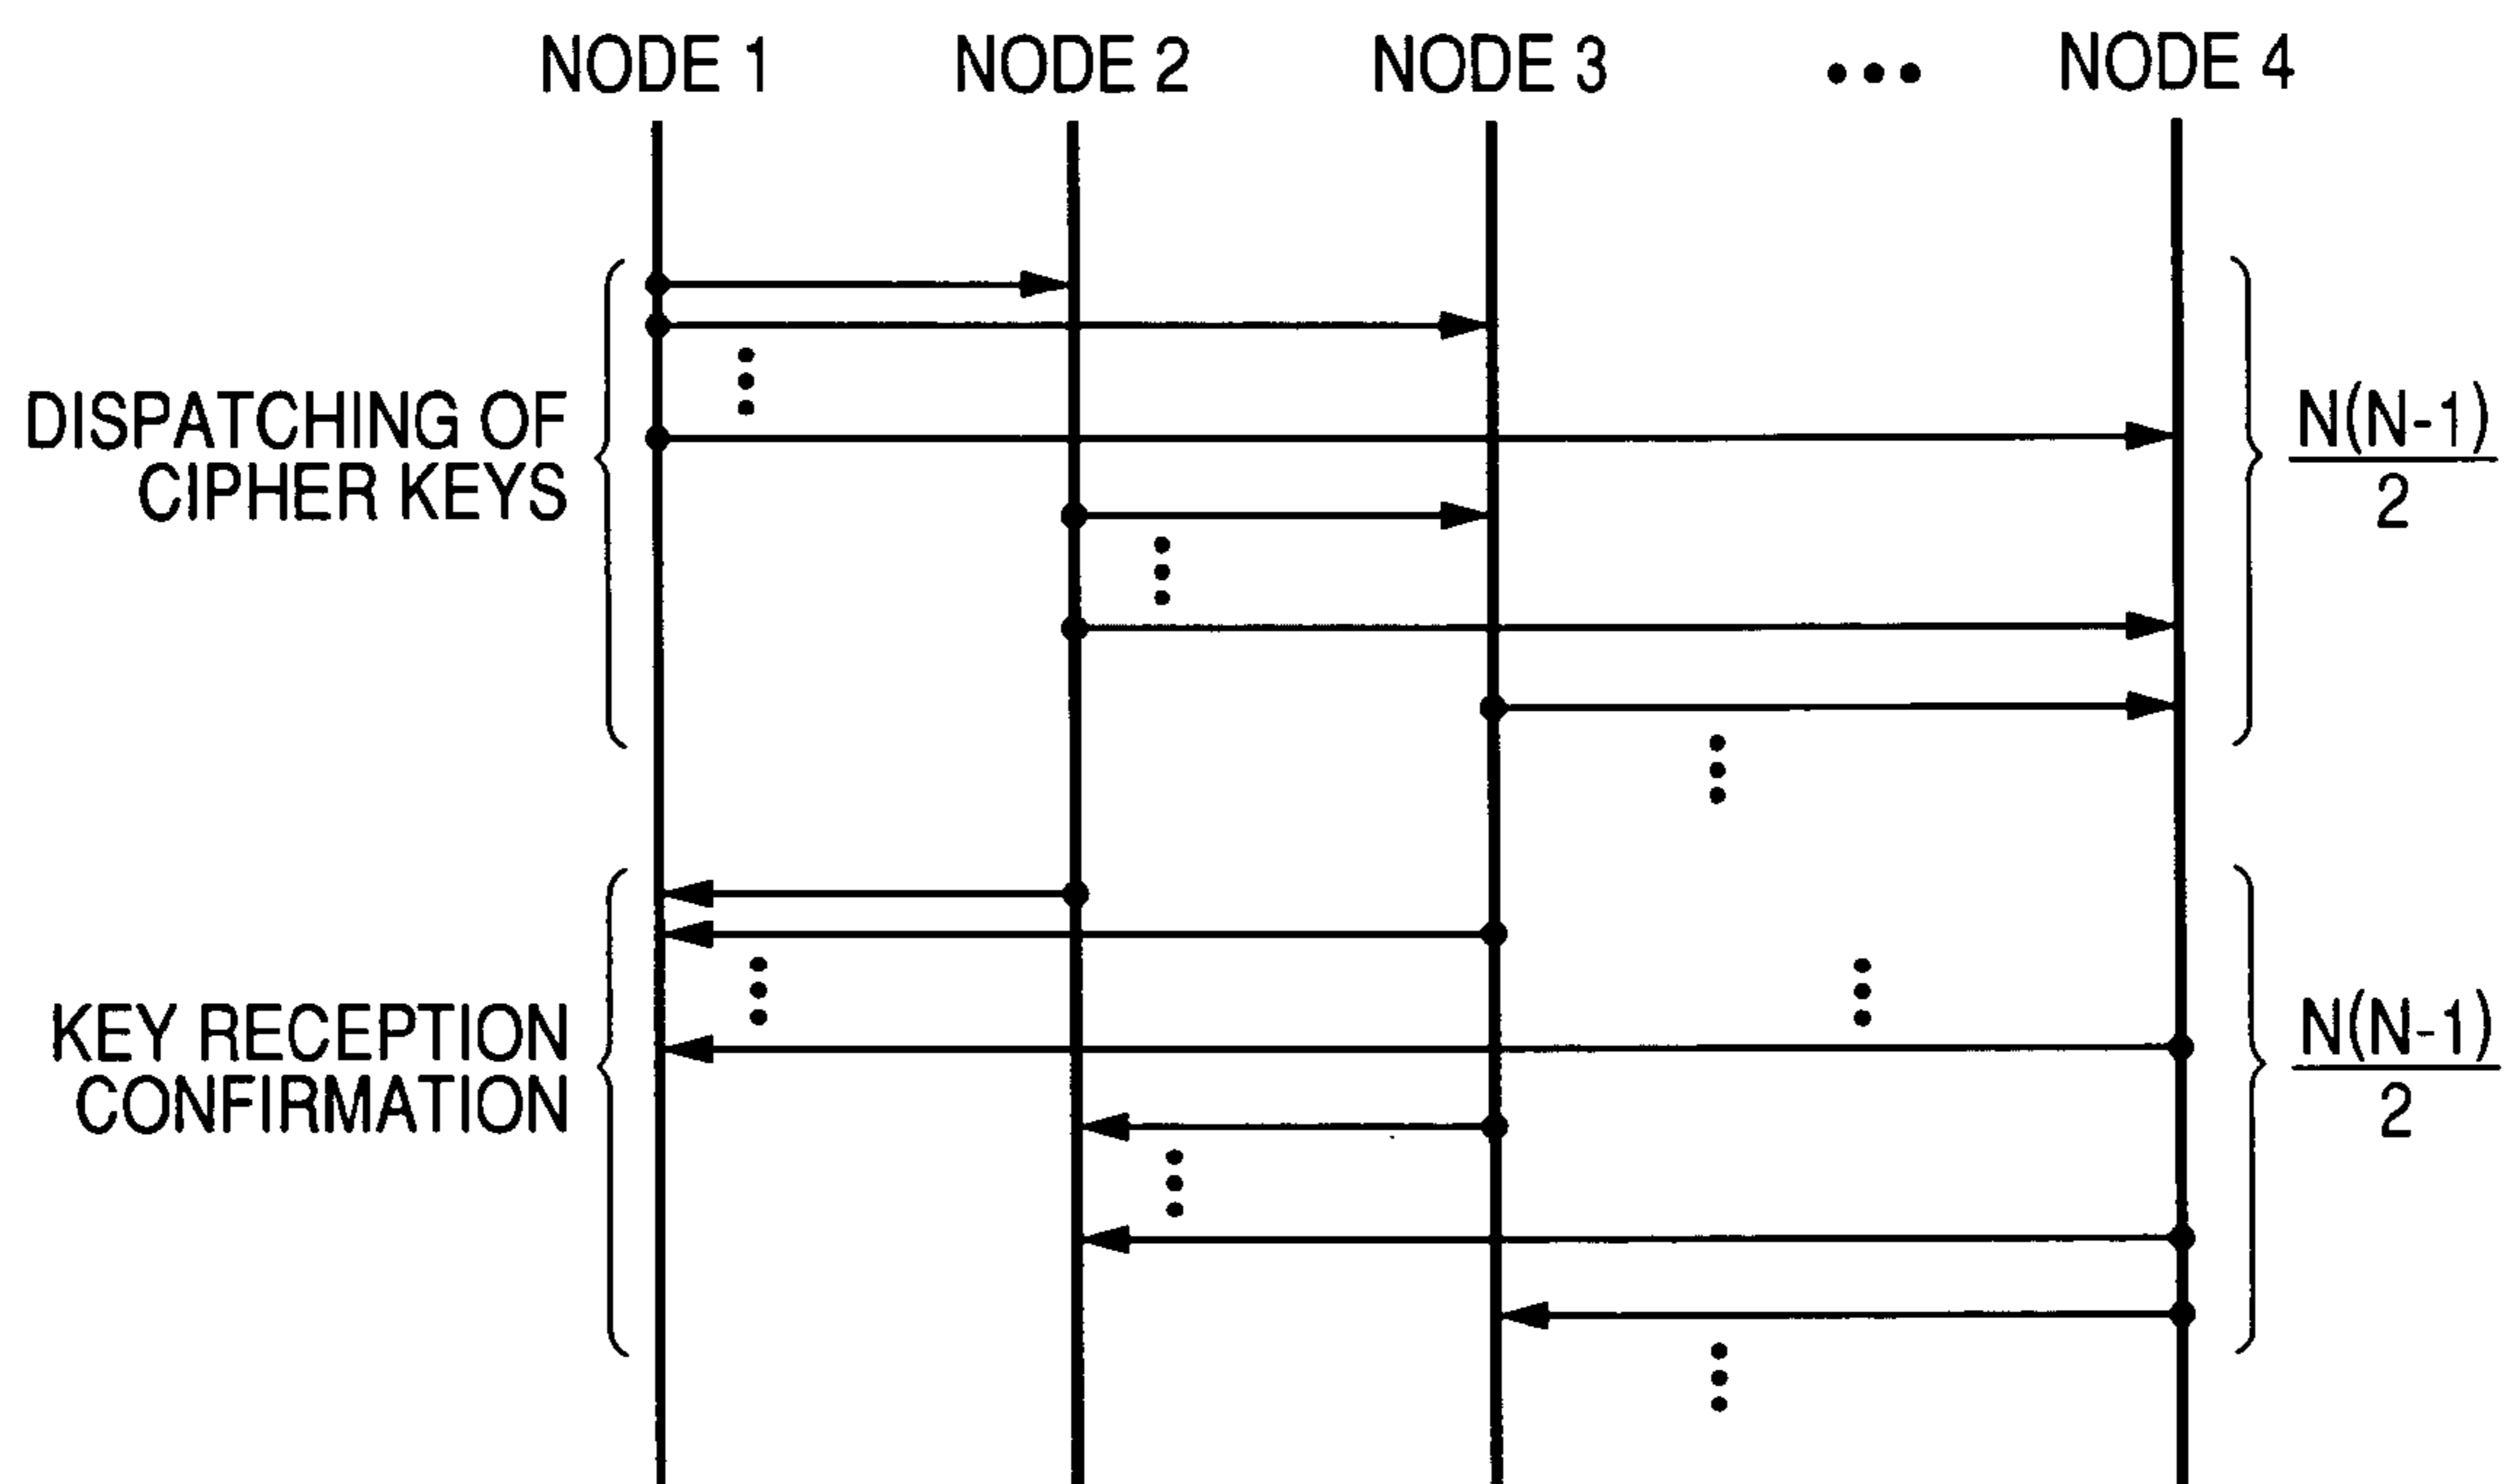 NODE 1 NODE 2 NODE 3 ••• NODE 4
DISPATCHING OF
CIPHER KEYS
N(N-1)
2
KEY RECEPTION
CONFIRMATION
N(N-1)
2